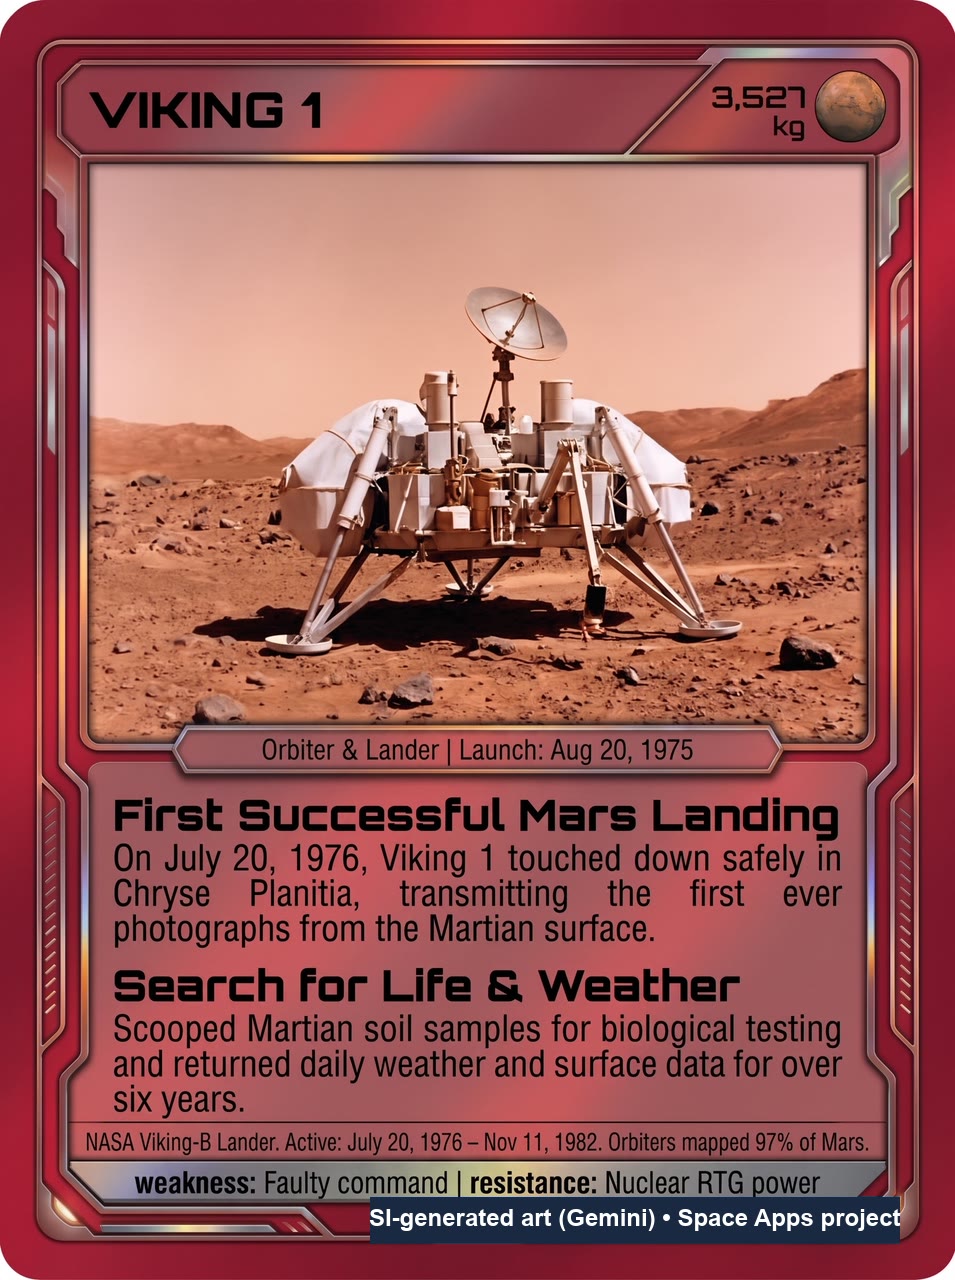 VIKING 1
3,527
kg
Orbiter & Lander | Launch: Aug 20, 1975
First Successful Mars Landing
On July 20, 1976, Viking 1 touched down safely in
Chryse Planitia, transmitting the first ever
photographs from the Martian surface.
Search for Life & Weather
Scooped Martian soil samples for biological testing
and returned daily weather and surface data for over
six years.
NASA Viking-B Lander. Active: July 20, 1976 – Nov 11, 1982. Orbiters mapped 97% of Mars.
weakness: Faulty command | resistance: Nuclear RTG power
SI-generated art (Gemini) • Space Apps project